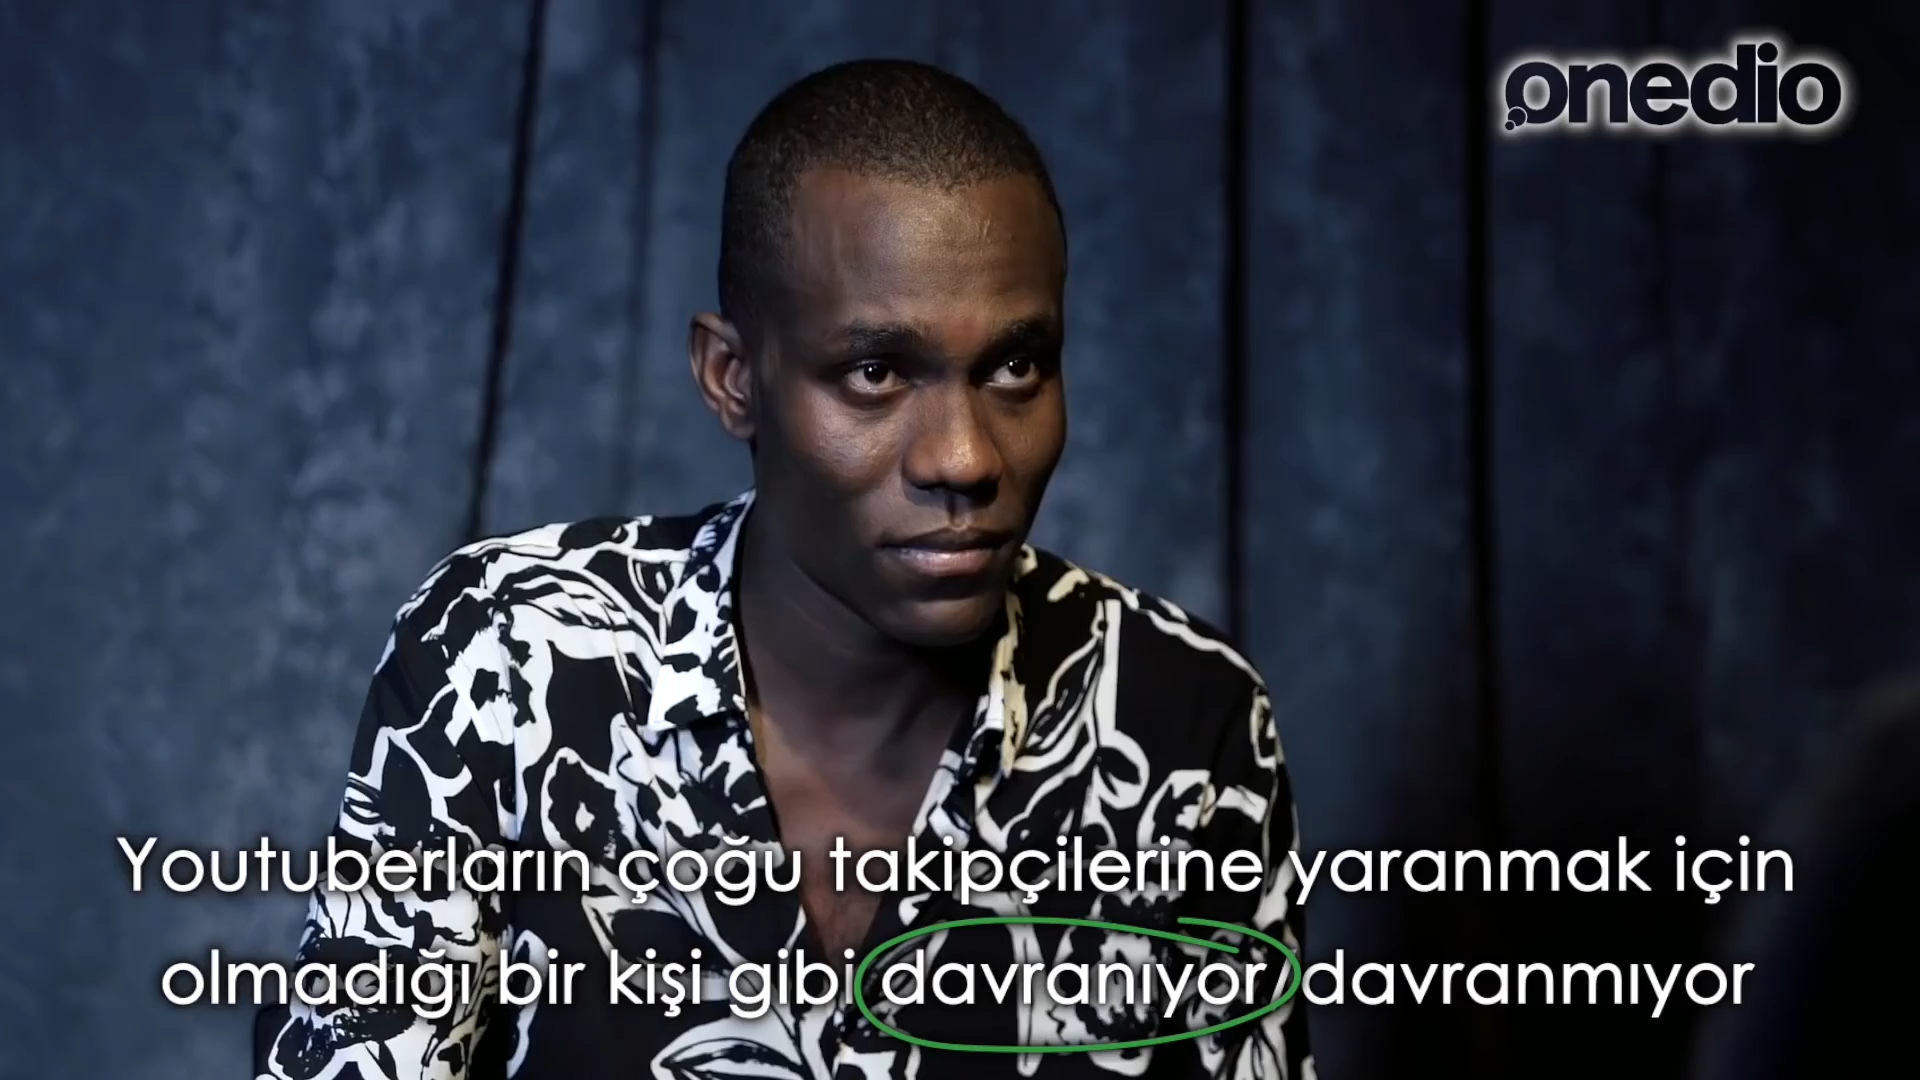 onedio
Youtuberların çoğu takipçilerine yaranmak için
olmadığı bir kişi gibi davranıyor/davranmıyor